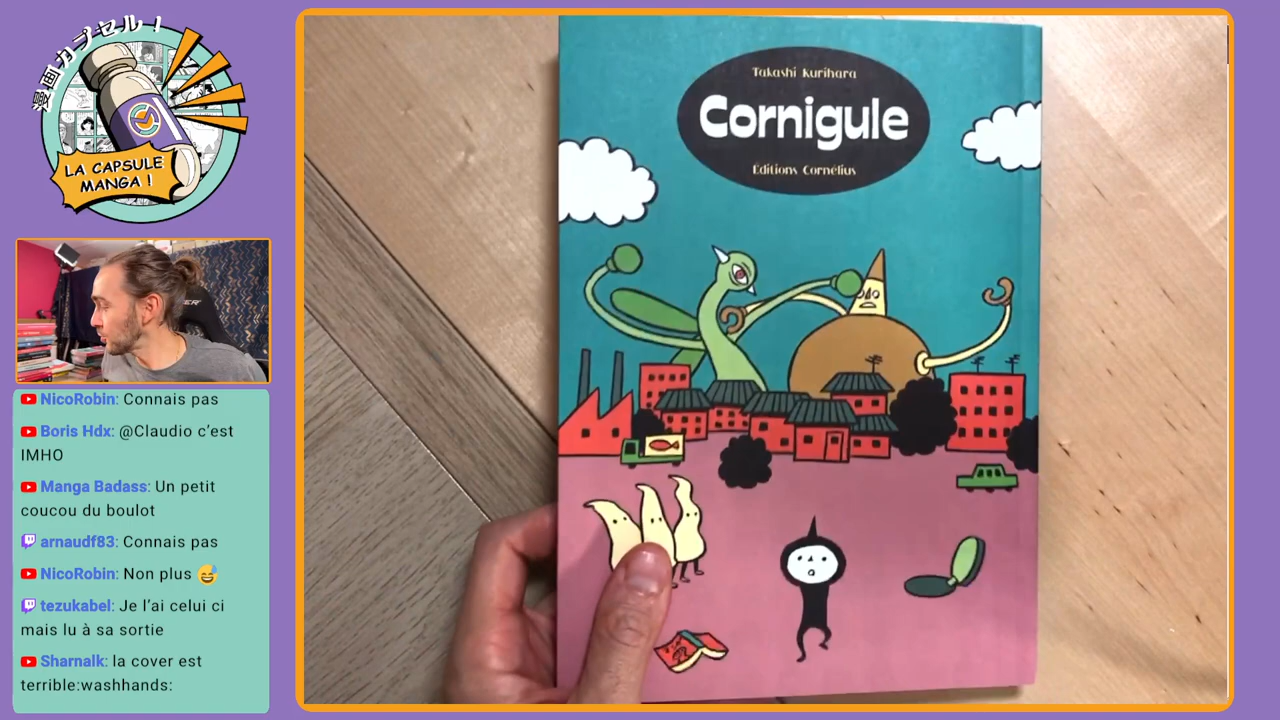 漫画カプセル!
LA CAPSULE
MANGA !
NicoRobin: Connais pas
Boris Hdx: @Claudio c’est
IMHO
Manga Badass: Un petit
coucou du boulot
arnaudf83: Connais pas
NicoRobin: Non plus 😅
tezukabel: Je l’ai celui ci
mais lu à sa sortie
Sharnalk: la cover est
terrible:washhands:
Takashi Kurihara
Cornigule
Editions Cornélius